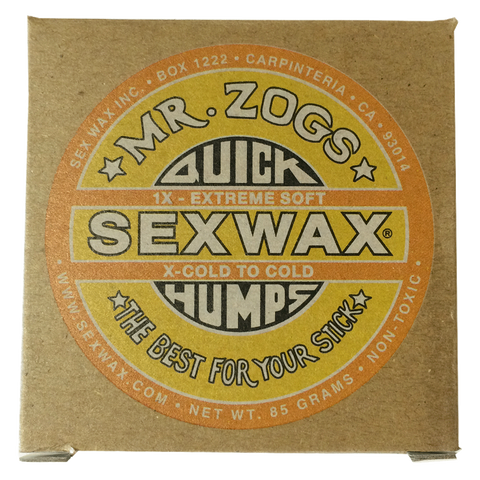 SEX WAX INC. • BOX 1222 • CARPINTERIA • CA • 93014
MR. ZOGS
QUICK
1X - EXTREME SOFT
SEXWAX®
X-COLD TO COLD
HUMPS
THE BEST FOR YOUR STICK
• WWW.SEXWAX.COM • NET WT. 85 GRAMS • NON-TOXIC •